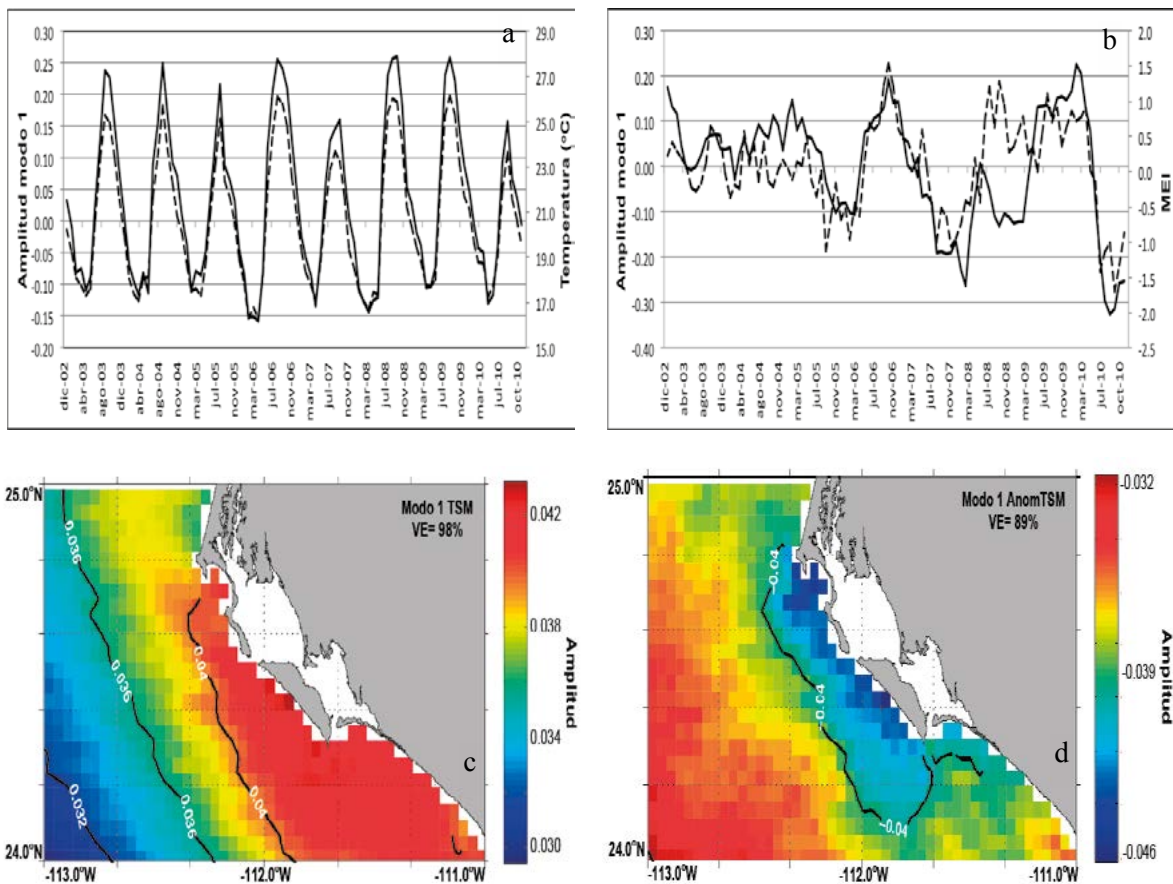 a
Amplitud modo 1
0.30
0.25
0.20
0.15
0.10
0.05
0.00
-0.05
-0.10
-0.15
-0.20
29.0
27.0
25.0
23.0
21.0
19.0
17.0
15.0
Temperatura (°C)
dic-02
abr-03
ago-03
dic-03
abr-04
ago-04
nov-04
mar-05
jul-05
nov-05
mar-06
jul-06
nov-06
mar-07
jul-07
nov-07
mar-08
jul-08
nov-08
mar-09
jul-09
nov-09
mar-10
jul-10
oct-10
b
Amplitud modo 1
0.30
0.20
0.10
0.00
-0.10
-0.20
-0.30
-0.40
2.0
1.5
1.0
0.5
0.0
-0.5
-1.0
-1.5
-2.0
-2.5
MEI
dic-02
abr-03
ago-03
dic-03
abr-04
ago-04
nov-04
mar-05
jul-05
nov-05
mar-06
jul-06
nov-06
mar-07
jul-07
nov-07
mar-08
jul-08
nov-08
mar-09
jul-09
nov-09
mar-10
jul-10
oct-10
25.0°N
24.0°N
Modo 1 TSM
VE= 98%
0.036
0.036
0.036
0.04
0.04
0.032
c
-113.0°W
-112.0°W
-111.0°W
0.042
0.038
0.034
0.030
Amplitud
25.0°N
24.0°N
Modo 1 AnomTSM
VE= 89%
-0.04
-0.04
-0.04
-0.04
d
-113.0°W
-112.0°W
-111.0°W
-0.032
-0.039
-0.046
Amplitud